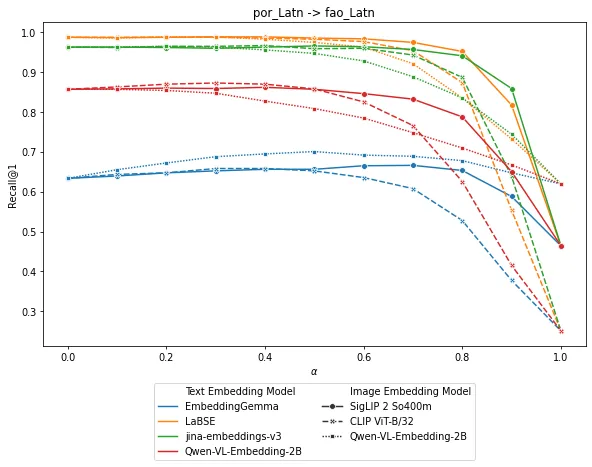 por_Latn -> fao_Latn
Recall@1
1.0
0.9
0.8
0.7
0.6
0.5
0.4
0.3
0.0 0.2 0.4 0.6 0.8 1.0
α
Text Embedding Model Image Embedding Model
EmbeddingGemma SigLIP 2 So400m
LaBSE CLIP ViT-B/32
jina-embeddings-v3 Qwen-VL-Embedding-2B
Qwen-VL-Embedding-2B